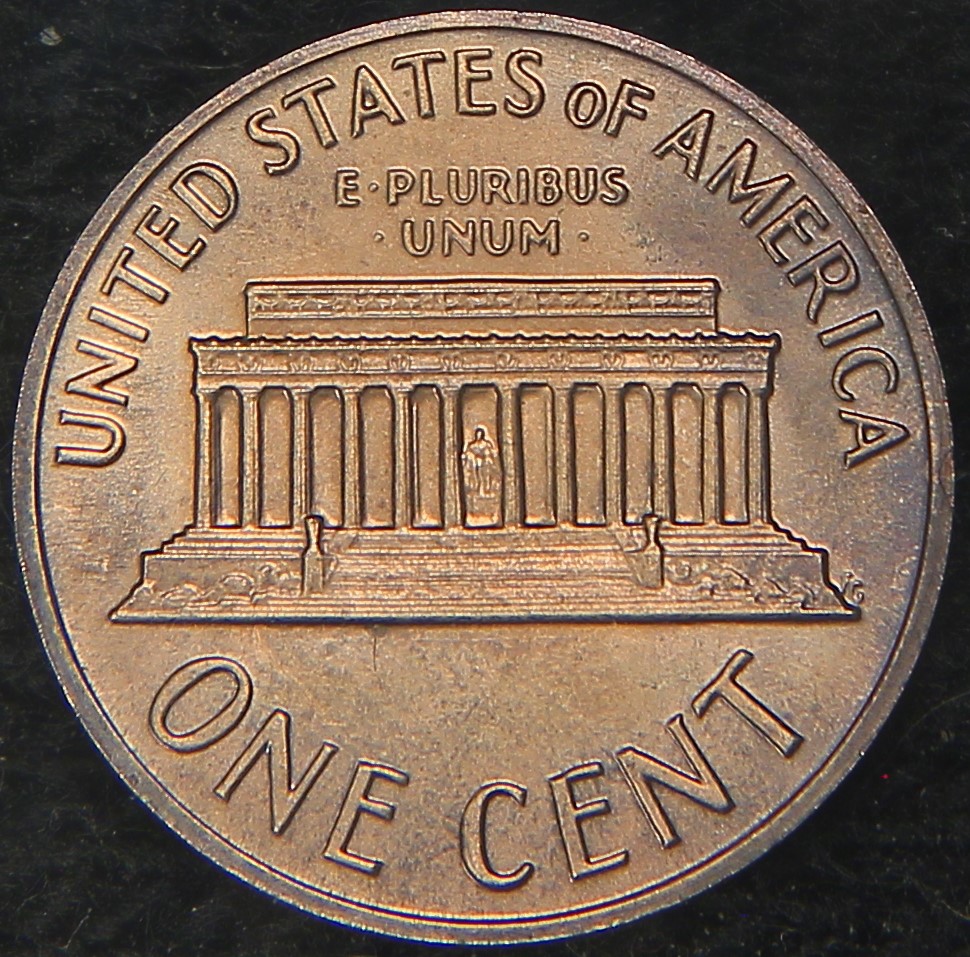 UNITED STATES OF AMERICA
E·PLURIBUS
·UNUM·
ONE CENT